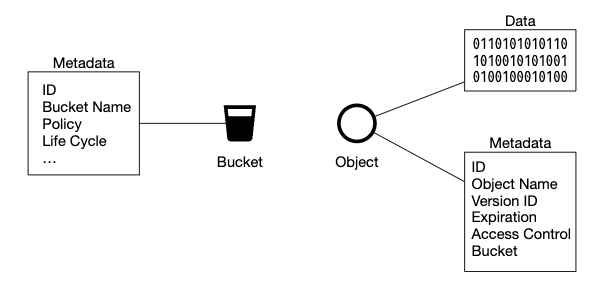 Metadata
ID
Bucket Name
Policy
Life Cycle
...
Bucket
Object
Data
0110101010110
1010010101001
0100100010100
Metadata
ID
Object Name
Version ID
Expiration
Access Control
Bucket